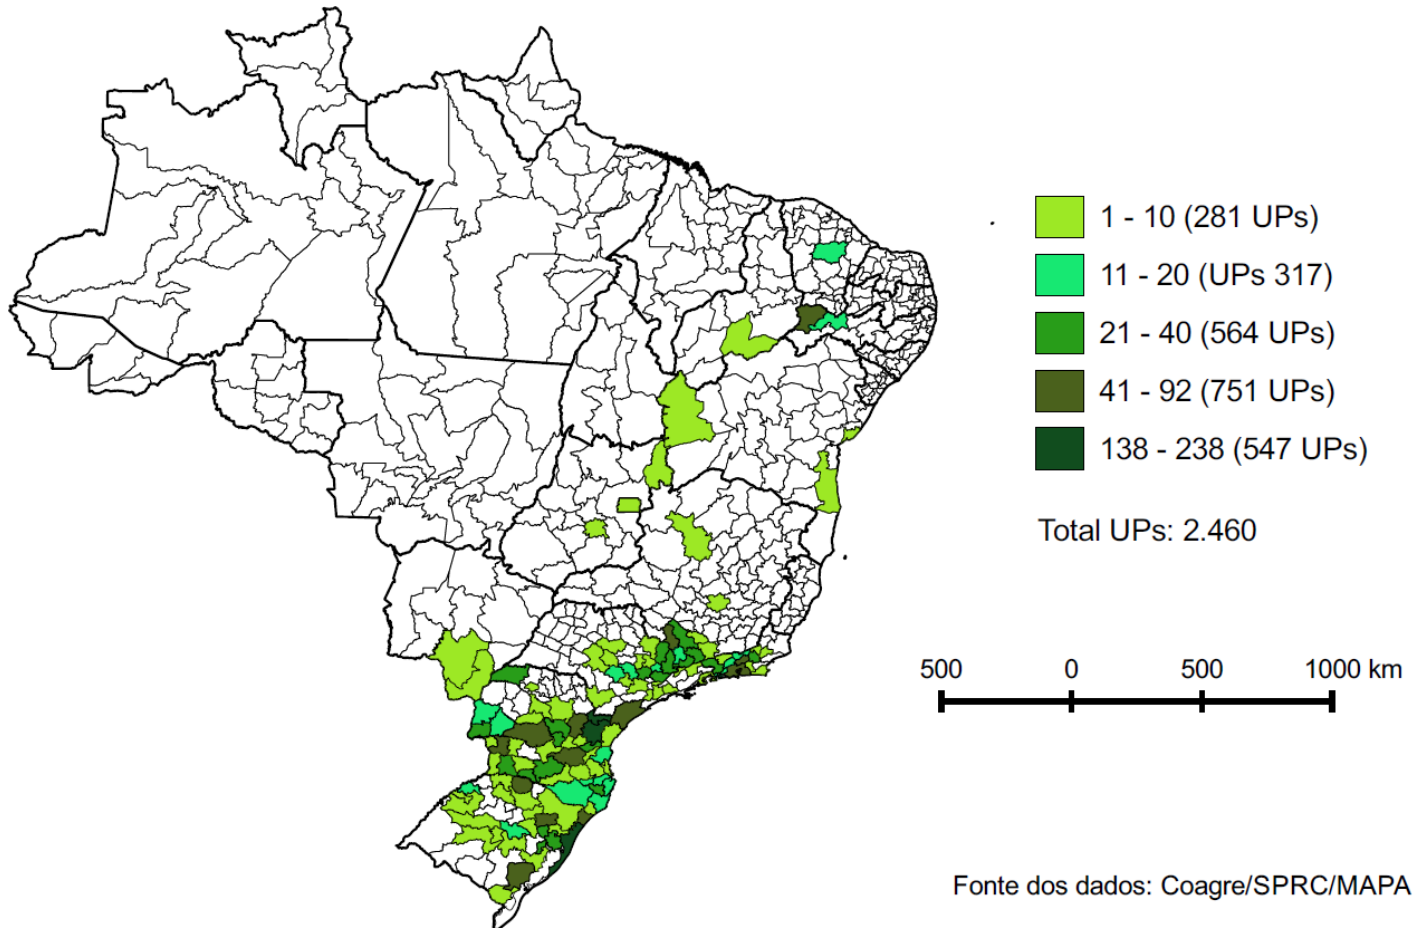 1 - 10 (281 UPs)
11 - 20 (UPs 317)
21 - 40 (564 UPs)
41 - 92 (751 UPs)
138 - 238 (547 UPs)
Total UPs: 2.460
500 0 500 1000 km
Fonte dos dados: Coagre/SPRC/MAPA